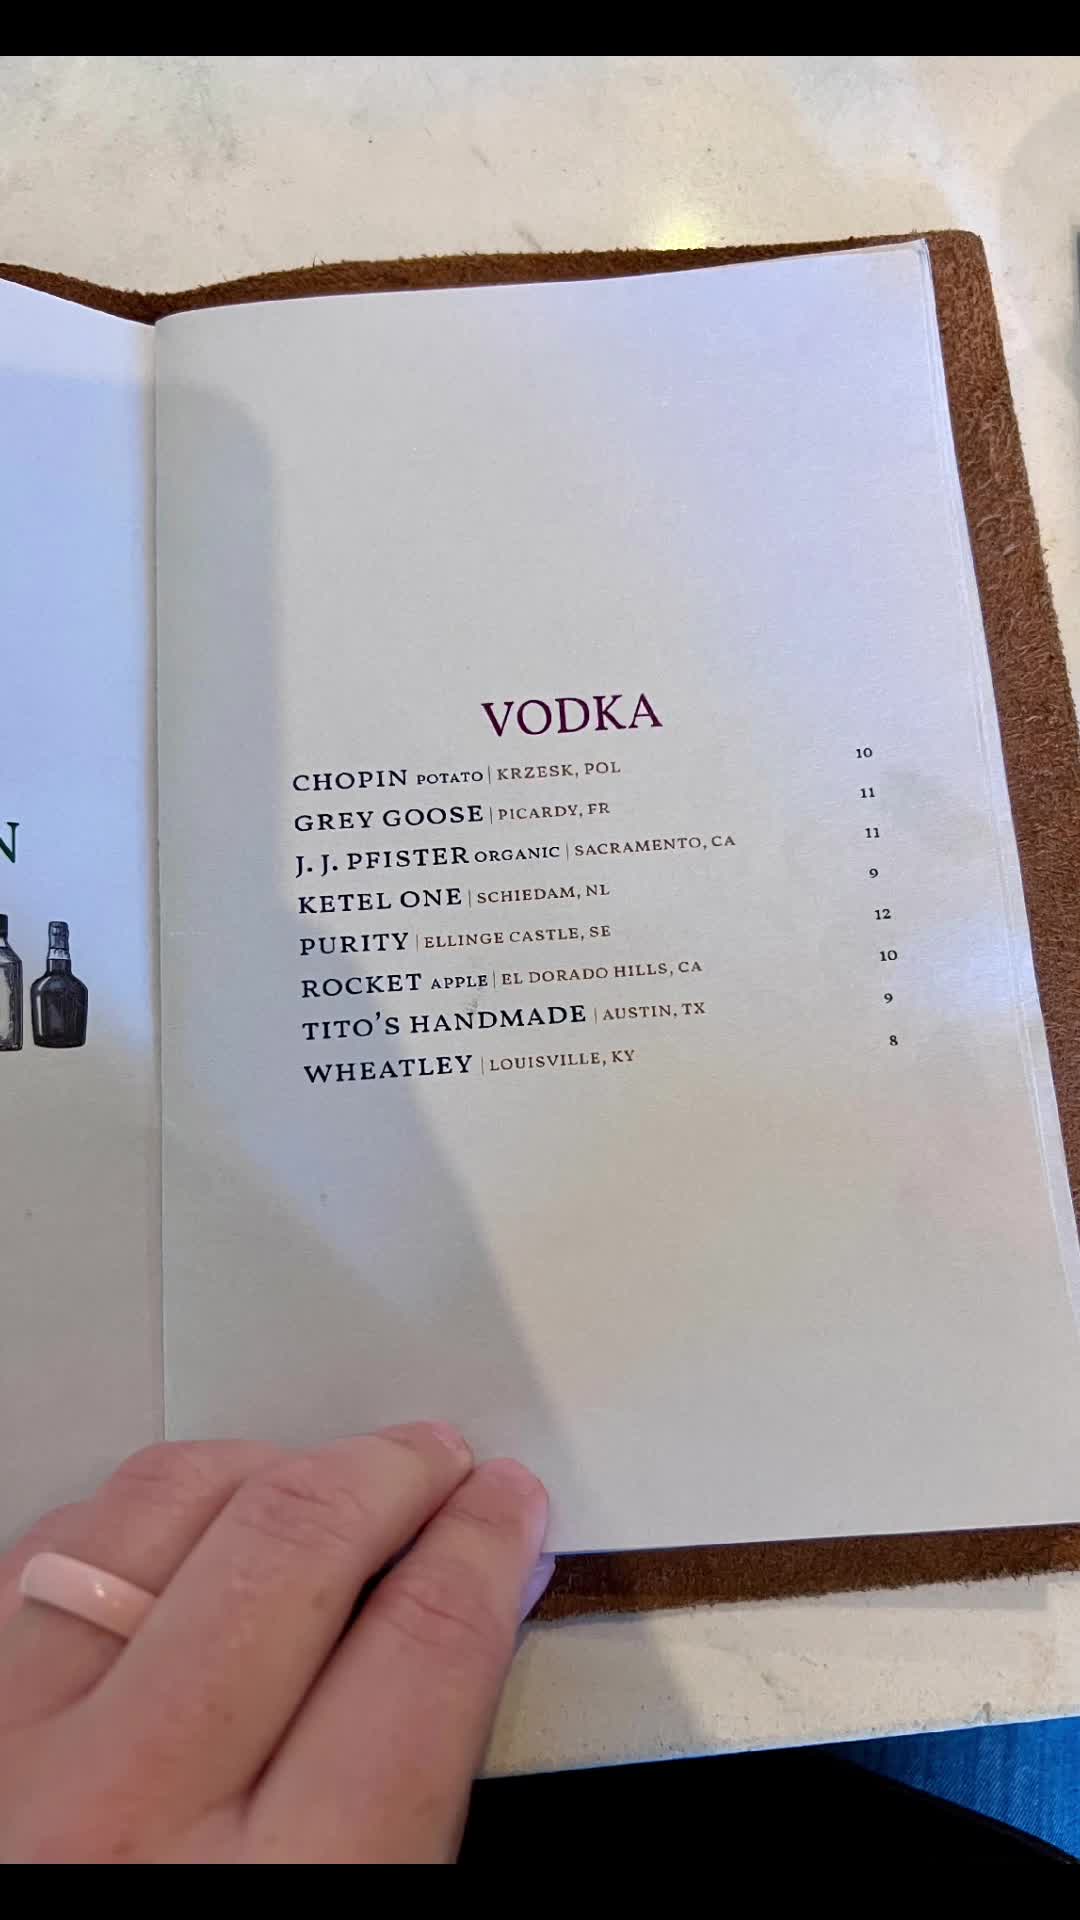 VODKA
CHOPIN POTATO | KRZESK, POL 10
GREY GOOSE | PICARDY, FR 11
J. J. PFISTER ORGANIC | SACRAMENTO, CA 11
KETEL ONE | SCHIEDAM, NL 9
PURITY | ELLINGE CASTLE, SE 12
ROCKET APPLE | EL DORADO HILLS, CA 10
TITO'S HANDMADE | AUSTIN, TX 9
WHEATLEY | LOUISVILLE, KY 8
N